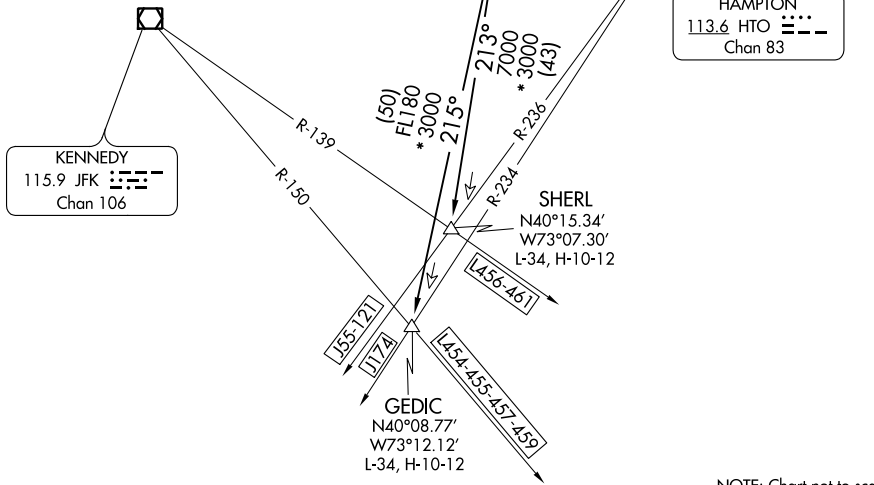 HAMPTON
113.6 HTO
Chan 83
213°
7000
*3000
(43)
(50)
FL180
*3000
215°
R-139
R-150
R-236
R-234
KENNEDY
115.9 JFK
Chan 106
SHERL
N40°15.34'
W73°07.30'
L-34, H-10-12
L456-461
J55-121
J174
L454-455-457-459
GEDIC
N40°08.77'
W73°12.12'
L-34, H-10-12
NOTE: Chart not to sca